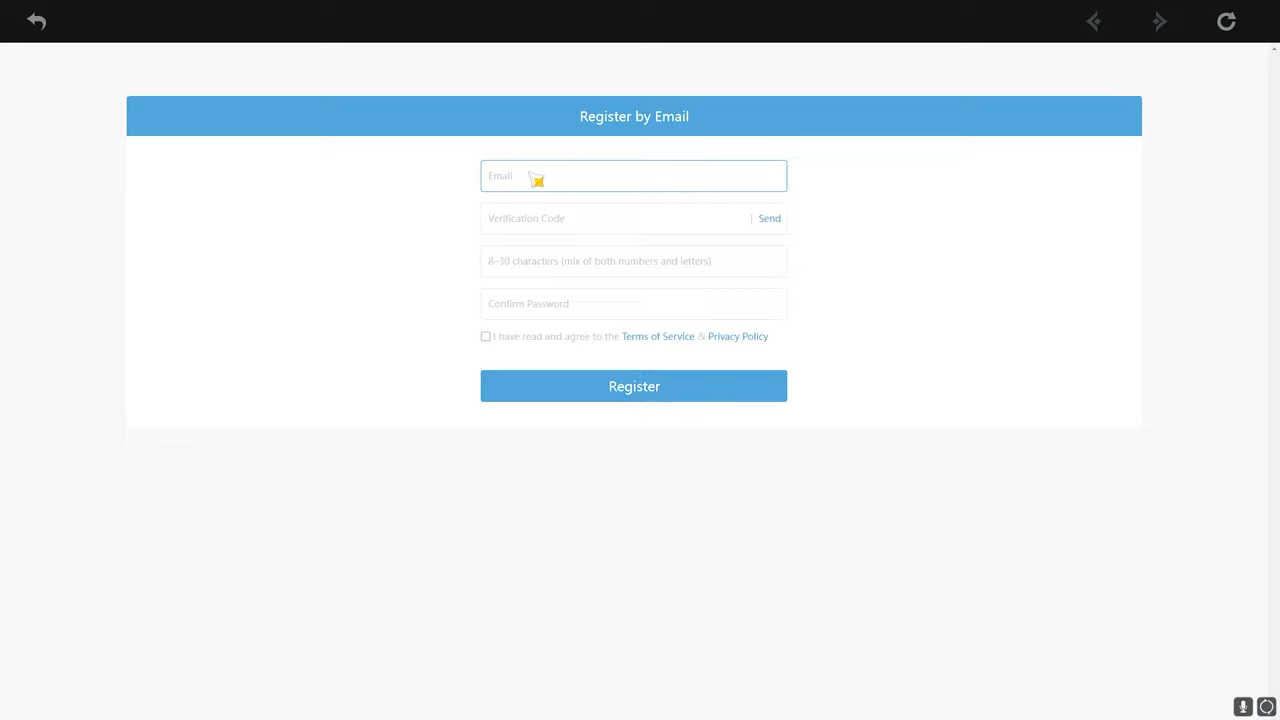 Register by Email
Email
Verification Code | Send
8-30 characters (mix of both numbers and letters)
Confirm Password
I have read and agree to the Terms of Service & Privacy Policy
Register